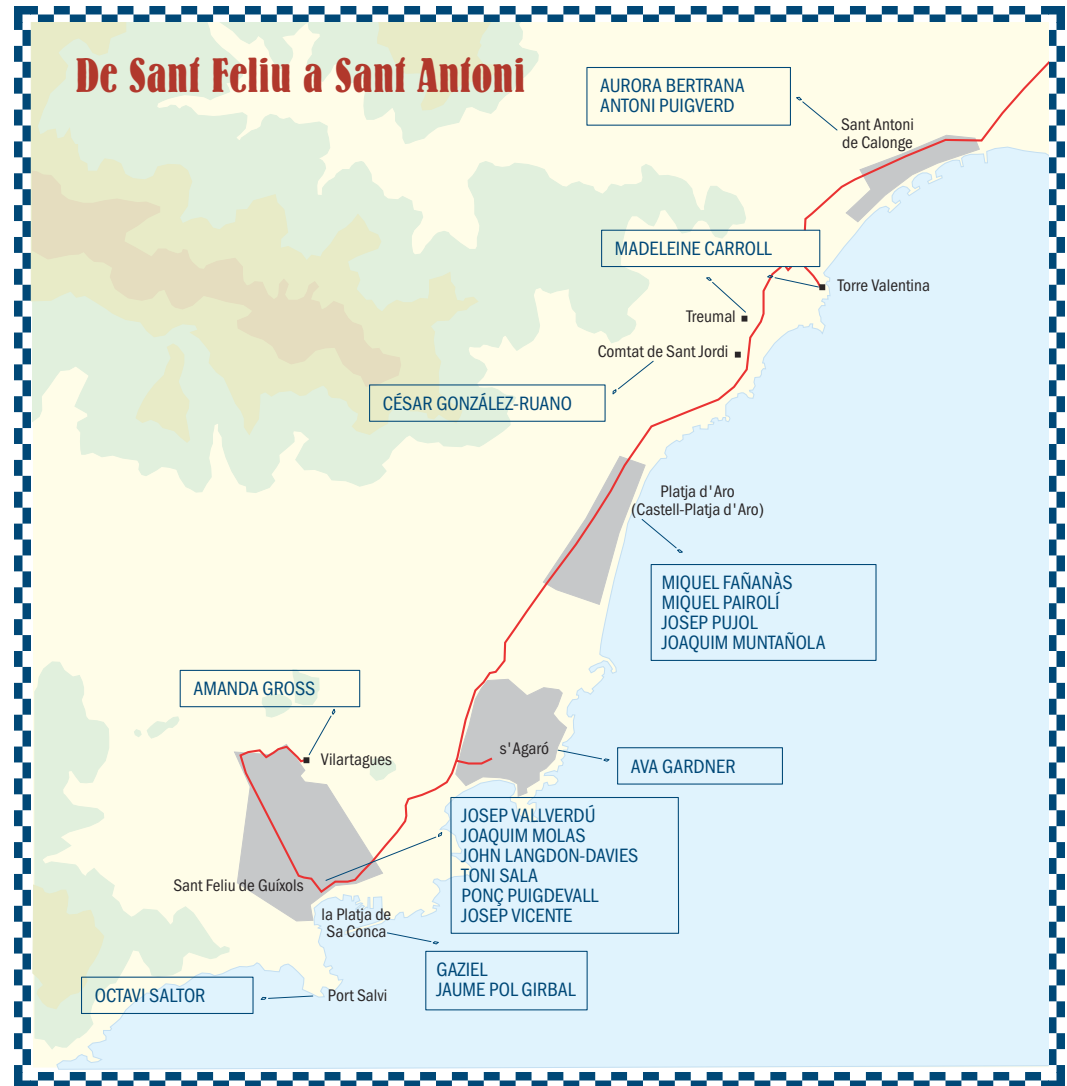 De Sant Feliu a Sant Antoni
AURORA BERTRANA
ANTONI PUIGVERD
Sant Antoni
de Calonge
MADELEINE CARROLL
Torre Valentina
Treumal
Comtat de Sant Jordi
CÉSAR GONZÁLEZ-RUANO
Platja d'Aro
(Castell-Platja d'Aro)
MIQUEL FAÑANÀS
MIQUEL PAIROLÍ
JOSEP PUJOL
JOAQUIM MUNTAÑOLA
AMANDA GROSS
Vilartagues
s'Agaró
AVA GARDNER
JOSEP VALLVERDÚ
JOAQUIM MOLAS
JOHN LANGDON-DAVIES
TONI SALA
PONÇ PUIGDEVALL
JOSEP VICENTE
Sant Feliu de Guíxols
la Platja de
Sa Conca
GAZIEL
JAUME POL GIRBAL
OCTAVI SALTOR
Port Salvi